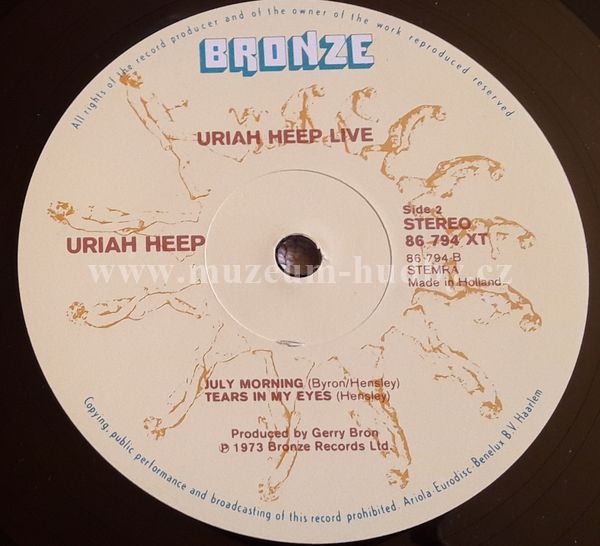 All rights of the record producer and of the owner of the work reproduced reserved
BRONZE
URIAH HEEP LIVE
URIAH HEEP
Side 2
STEREO
86 794 XT
86 794-B
STEMRA
Made in Holland
www.muzeum-hudby.cz
JULY MORNING (Byron/Hensley)
TEARS IN MY EYES (Hensley)
Produced by Gerry Bron
℗ 1973 Bronze Records Ltd.
Copying, public performance and broadcasting of this record prohibited. Ariola-Eurodisc-Benelux B.V. Haarlem